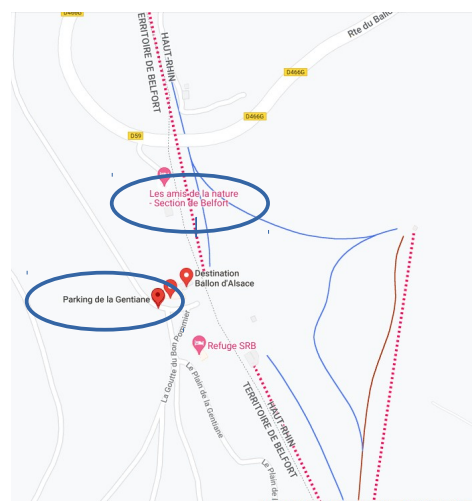 Rte du Ballo
HAUT-RHIN
TERRITOIRE DE BELFORT
D466G
D466G
D59
Les amis de la nature
- Section de Belfort
Destination
Ballon d'Alsace
Parking de la Gentiane
Refuge SRB
La Goutte du Bon Pommier
Le Plain de la Gentiane
HAUT-RHIN
TERRITOIRE DE BELFORT
Le Plain de l